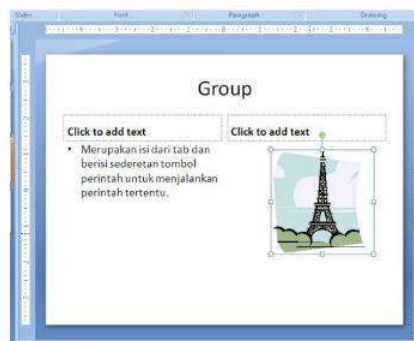 Slides Font Paragraph Drawing
Group
Click to add text
Click to add text
• Merupakan isi dari tab dan
berisi sederetan tombol
perintah untuk menjalankan
perintah tertentu.